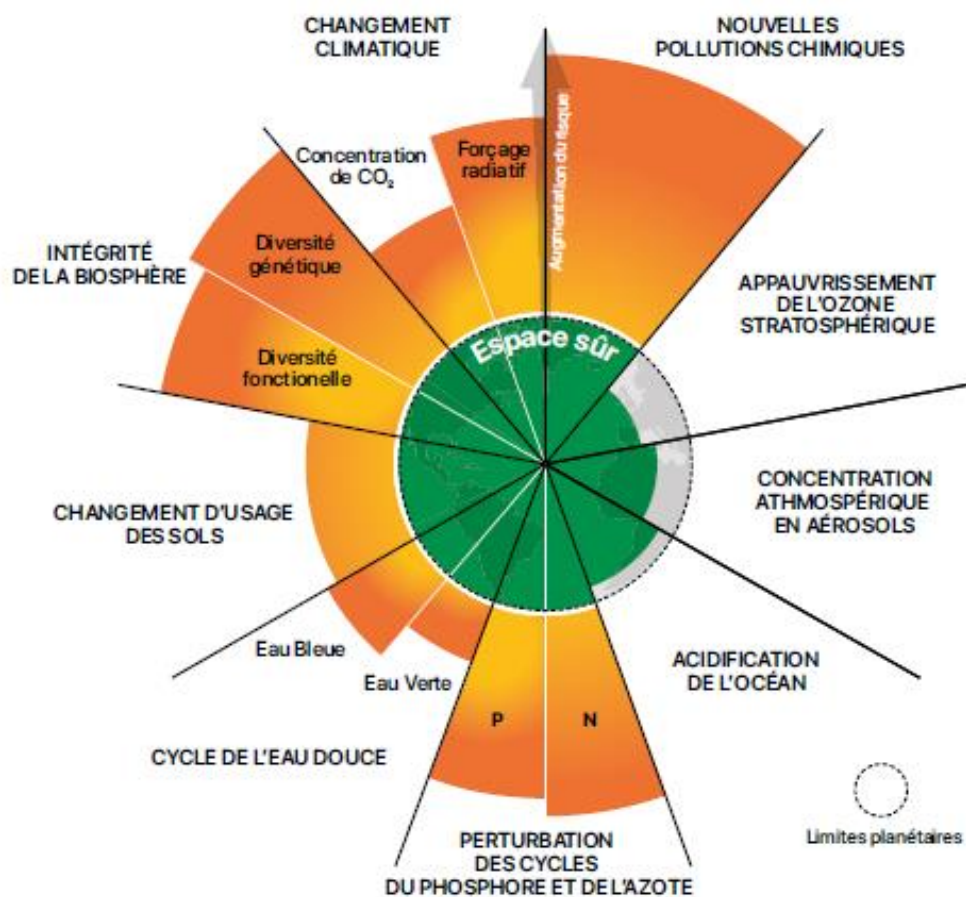 CHANGEMENT
CLIMATIQUE
NOUVELLES
POLLUTIONS CHIMIQUES
Concentration
de CO₂
Forçage
radiatif
Augmentation du risque
INTÉGRITÉ
DE LA BIOSPHÈRE
Diversité
génétique
Diversité
fonctionelle
APPAUVRISSEMENT
DE L'OZONE
STRATOSPHÉRIQUE
Espace sûr
CONCENTRATION
ATHMOSPÉRIQUE
EN AÉROSOLS
CHANGEMENT D'USAGE
DES SOLS
Eau Bleue
Eau Verte
ACIDIFICATION
DE L'OCÉAN
P
N
CYCLE DE L'EAU DOUCE
PERTURBATION
DES CYCLES
DU PHOSPHORE ET DE L'AZOTE
Limites planétaires